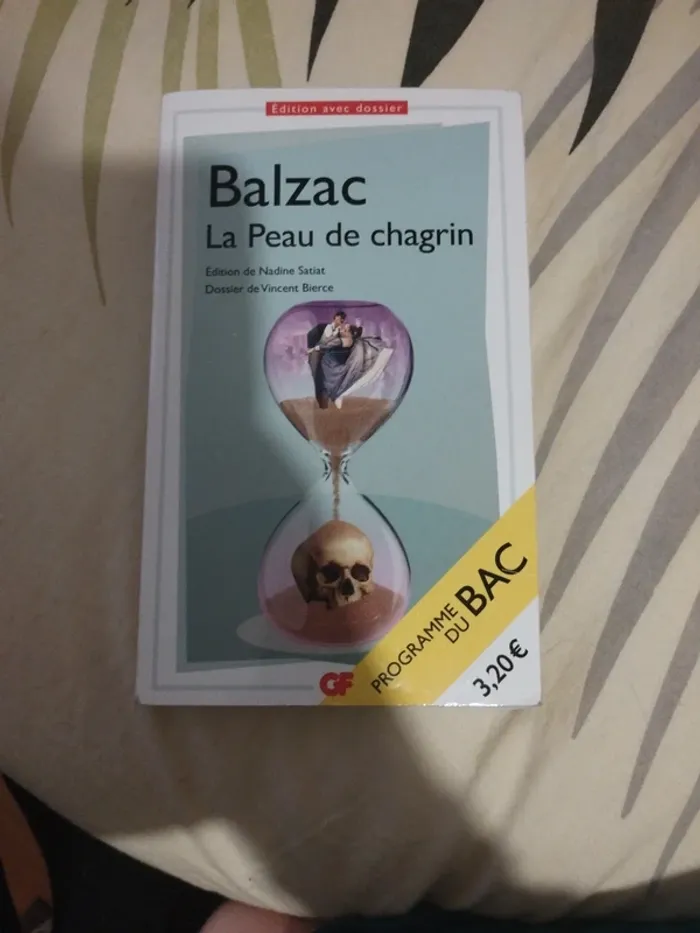 Édition avec dossier
Balzac
La Peau de chagrin
Édition de Nadine Satiat
Dossier de Vincent Bierce
PROGRAMME
DU BAC
3,20 €
GF